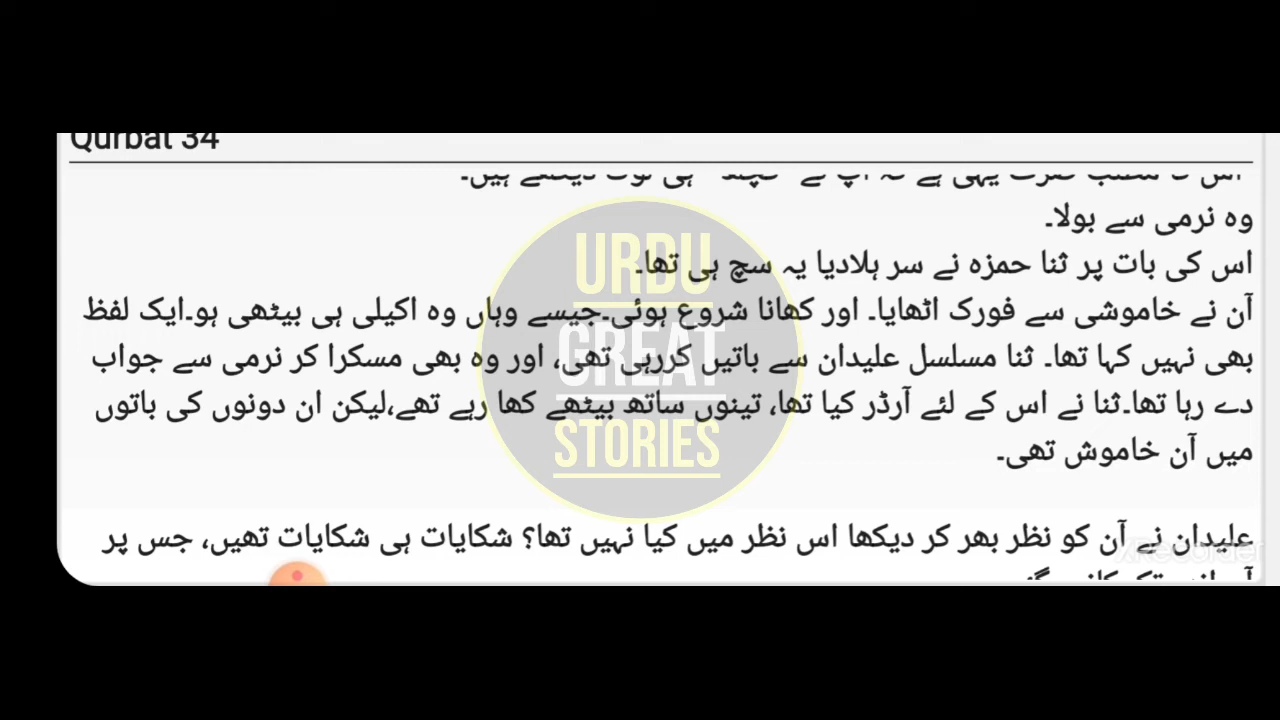 Qurbat 34
وہ نرمی سے بولا۔
اس کی بات پر ثنا حمزہ نے سر ہلادیا یہ سچ ہی تھا۔
آن نے خاموشی سے فورک اٹھایا۔ اور کھانا شروع ہوئی۔جیسے وہاں وہ اکیلی ہی بیٹھی ہو۔ایک لفظ
بھی نہیں کہا تھا۔ ثنا مسلسل علیدان سے باتیں کررہی تھی، اور وہ بھی مسکرا کر نرمی سے جواب
دے رہا تھا۔ثنا نے اس کے لئے آرڈر کیا تھا، تینوں ساتھ بیٹھے کھا رہے تھے،لیکن ان دونوں کی باتوں
میں آن خاموش تھی۔
علیدان نے آن کو نظر بھر کر دیکھا اس نظر میں کیا نہیں تھا؟ شکایات ہی شکایات تھیں، جس پر
URDU
GREAT
STORIES
XRecorder